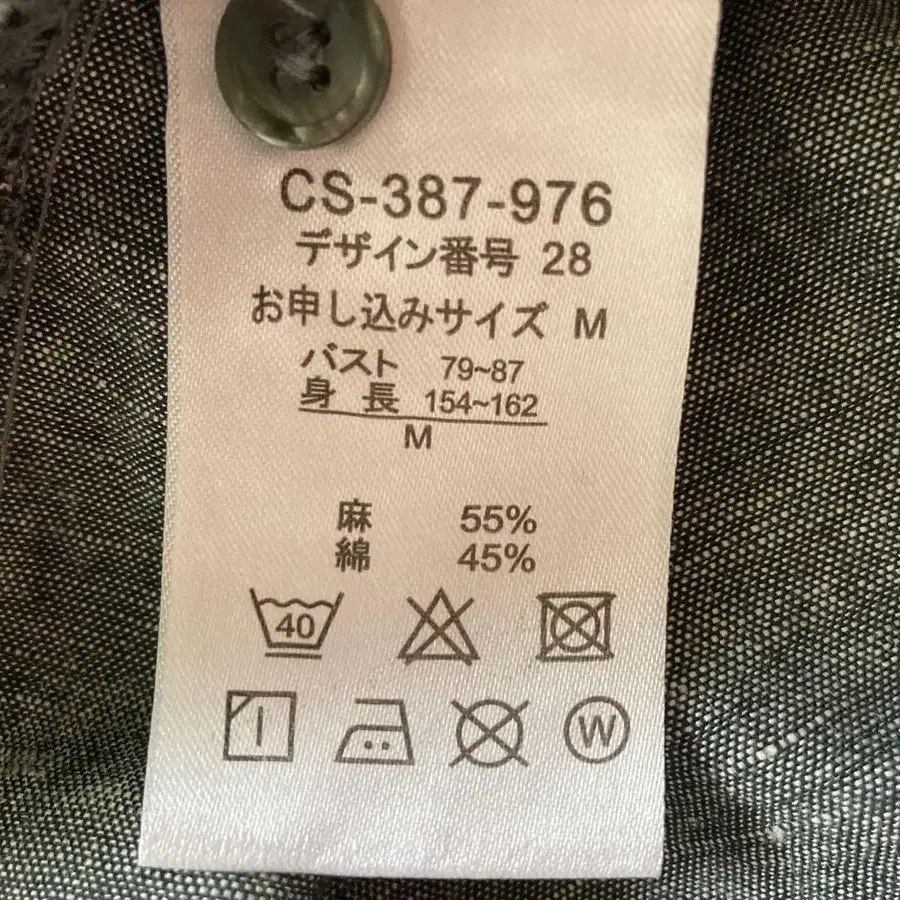 CS-387-976
デザイン番号 28
お申し込みサイズ M
バスト 79~87
身 長 154~162
M
麻 55%
綿 45%
40
W